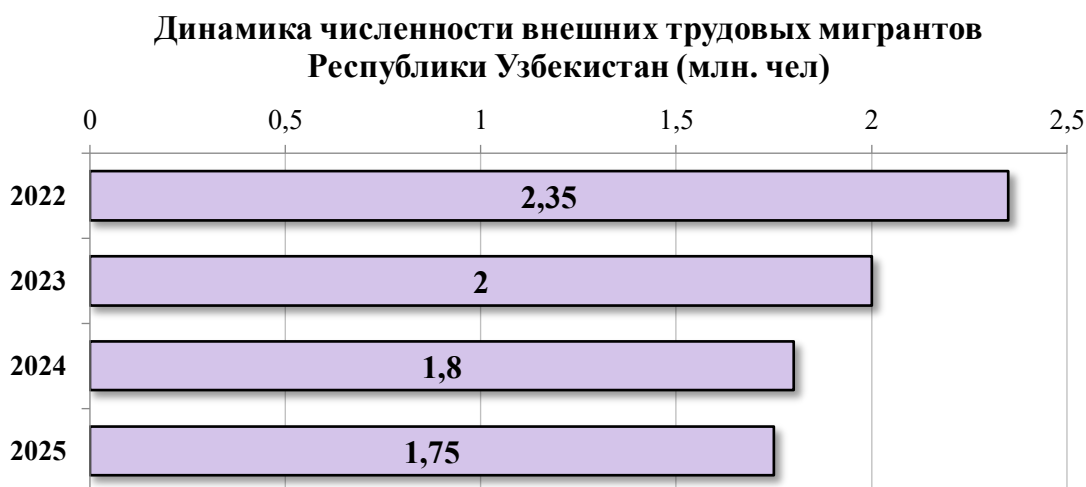 Динамика численности внешних трудовых мигрантов
Республики Узбекистан (млн. чел)
0 0,5 1 1,5 2 2,5
2022 2,35
2023 2
2024 1,8
2025 1,75